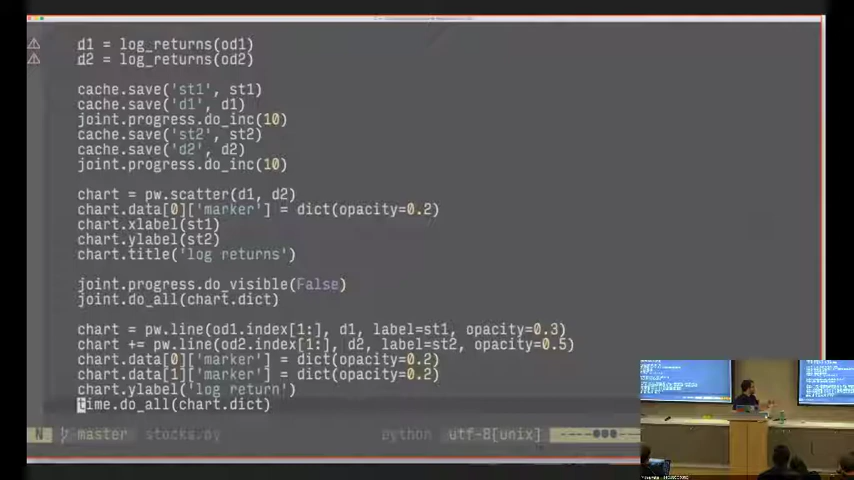 d1 = log_returns(od1)
d2 = log_returns(od2)
cache.save('st1', st1)
cache.save('d1', d1)
joint.progress.do_inc(10)
cache.save('st2', st2)
cache.save('d2', d2)
joint.progress.do_inc(10)
chart = pw.scatter(d1, d2)
chart.data[0]['marker'] = dict(opacity=0.2)
chart.xlabel(st1)
chart.ylabel(st2)
chart.title('log returns')
joint.progress.do_visible(False)
joint.do_all(chart.dict)
chart = pw.line(od1.index[1:], d1, label=st1, opacity=0.3)
chart += pw.line(od2.index[1:], d2, label=st2, opacity=0.5)
chart.data[0]['marker'] = dict(opacity=0.2)
chart.data[1]['marker'] = dict(opacity=0.2)
chart.ylabel('log return')
time.do_all(chart.dict)
N master stocks.py python utf-8[unix]